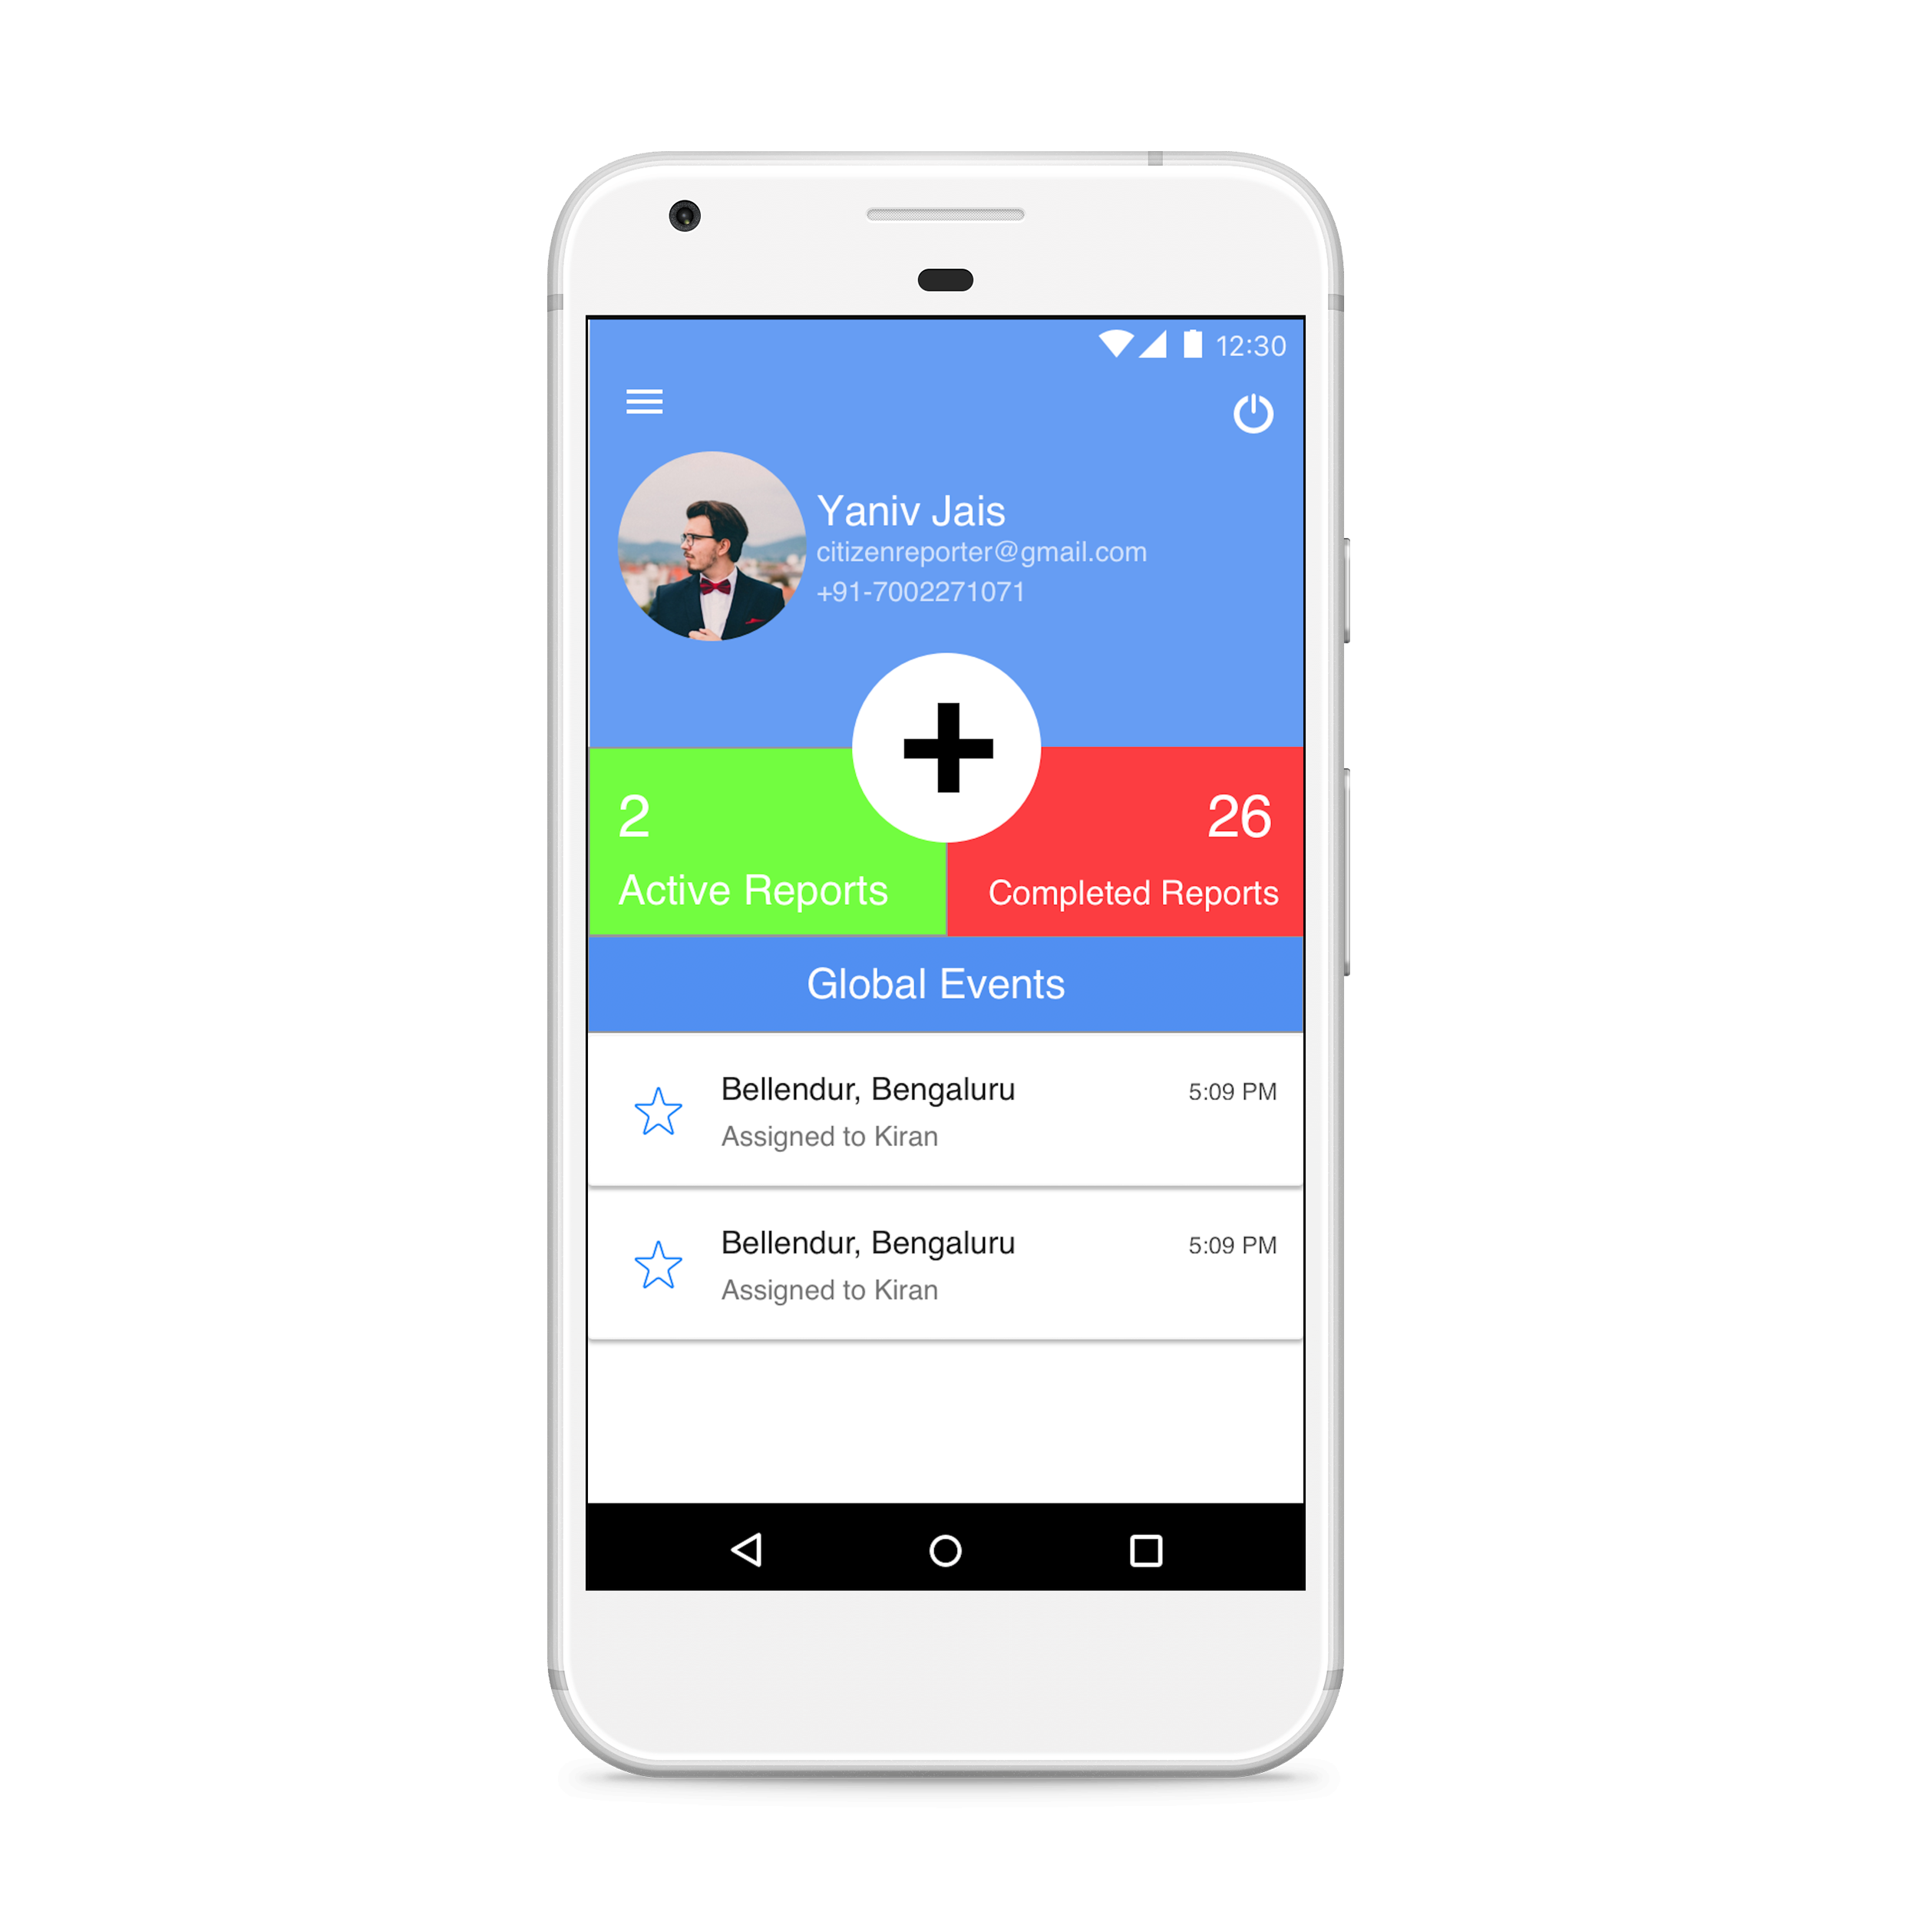 12:30
Yaniv Jais
citizenreporter@gmail.com
+91-7002271071
2
26
Active Reports
Completed Reports
Global Events
Bellendur, Bengaluru
5:09 PM
Assigned to Kiran
Bellendur, Bengaluru
5:09 PM
Assigned to Kiran